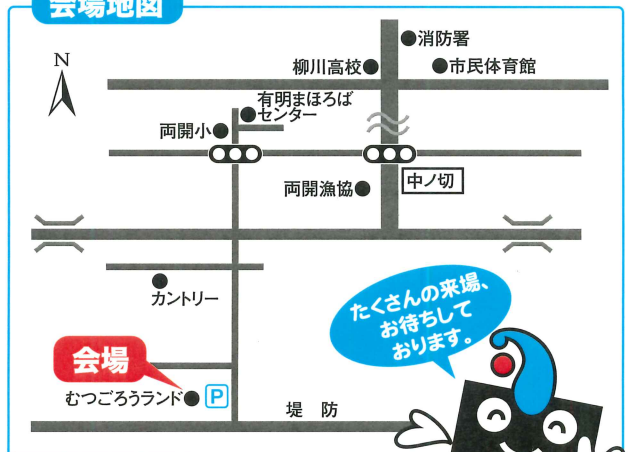 会場地図
N
消防署
柳川高校
市民体育館
有明まほろば
センター
両開小
両開漁協
中ノ切
カントリー
たくさんの来場、
お待ちして
おります。
会場
むつごろうランド
P
堤 防